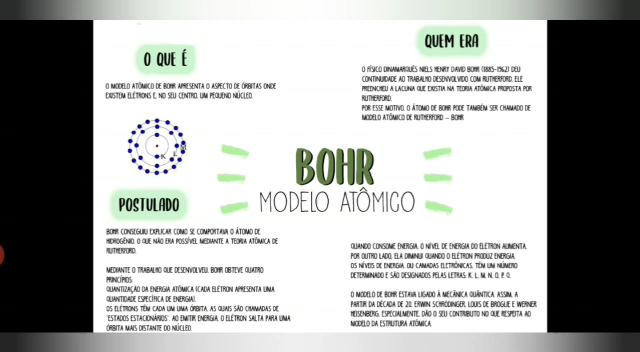 O QUE É
O MODELO ATÔMICO DE BOHR APRESENTA O ASPECTO DE ÓRBITAS ONDE
EXISTEM ELÉTRONS E, NO SEU CENTRO, UM PEQUENO NÚCLEO.
K L M
POSTULADO
BOHR CONSEGUIU EXPLICAR COMO SE COMPORTAVA O ÁTOMO DE
HIDROGÊNIO, O QUE NÃO ERA POSSÍVEL MEDIANTE A TEORIA ATÔMICA DE
RUTHERFORD.
MEDIANTE O TRABALHO QUE DESENVOLVEU, BOHR OBTEVE QUATRO
PRINCÍPIOS:
QUANTIZAÇÃO DA ENERGIA ATÔMICA (CADA ELÉTRON APRESENTA UMA
QUANTIDADE ESPECÍFICA DE ENERGIA).
OS ELÉTRONS TÊM CADA UM UMA ÓRBITA, AS QUAIS SÃO CHAMADAS DE
"ESTADOS ESTACIONÁRIOS". AO EMITIR ENERGIA, O ELÉTRON SALTA PARA UMA
ÓRBITA MAIS DISTANTE DO NÚCLEO.
BOHR
MODELO ATÔMICO
QUEM ERA
O FÍSICO DINAMARQUÊS NIELS HENRY DAVID BOHR (1885-1962) DEU
CONTINUIDADE AO TRABALHO DESENVOLVIDO COM RUTHERFORD. ELE
PREENCHEU A LACUNA QUE EXISTIA NA TEORIA ATÔMICA PROPOSTA POR
RUTHERFORD.
POR ESSE MOTIVO, O ÁTOMO DE BOHR PODE TAMBÉM SER CHAMADO DE
MODELO ATÔMICO DE RUTHERFORD – BOHR
QUANDO CONSOME ENERGIA, O NÍVEL DE ENERGIA DO ELÉTRON AUMENTA.
POR OUTRO LADO, ELA DIMINUI QUANDO O ELÉTRON PRODUZ ENERGIA.
OS NÍVEIS DE ENERGIA, OU CAMADAS ELETRÔNICAS, TÊM UM NÚMERO
DETERMINADO E SÃO DESIGNADOS PELAS LETRAS: K, L, M, N, O, P, Q.
O MODELO DE BOHR ESTAVA LIGADO À MECÂNICA QUÂNTICA. ASSIM, A
PARTIR DA DÉCADA DE 20, ERWIN SCHRÖDINGER, LOUIS DE BROGLIE E WERNER
HEISENBERG, ESPECIALMENTE, DÃO O SEU CONTRIBUTO NO QUE RESPEITA AO
MODELO DA ESTRUTURA ATÔMICA.